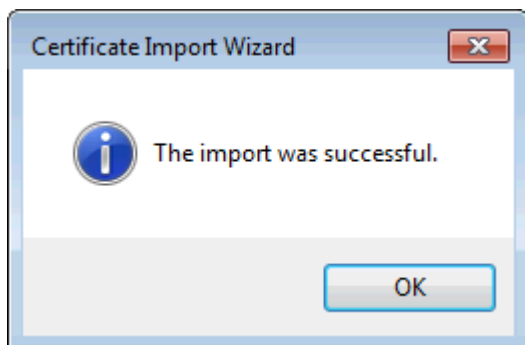 Certificate Import Wizard
The import was successful.
OK